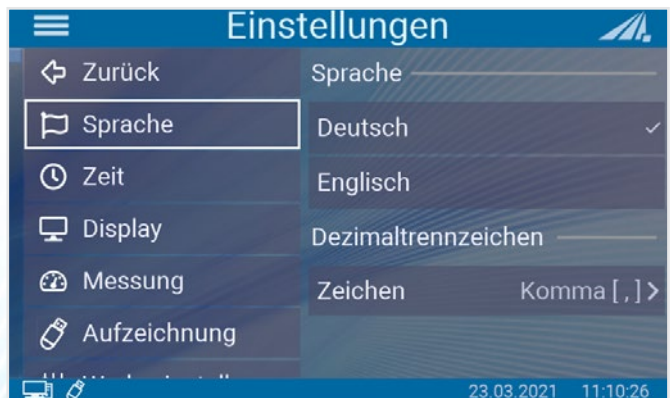 Einstellungen
Zurück
Sprache
Zeit
Display
Messung
Aufzeichnung
Sprache
Deutsch
Englisch
Dezimaltrennzeichen
Zeichen Komma [ , ]
23.03.2021 11:10:26